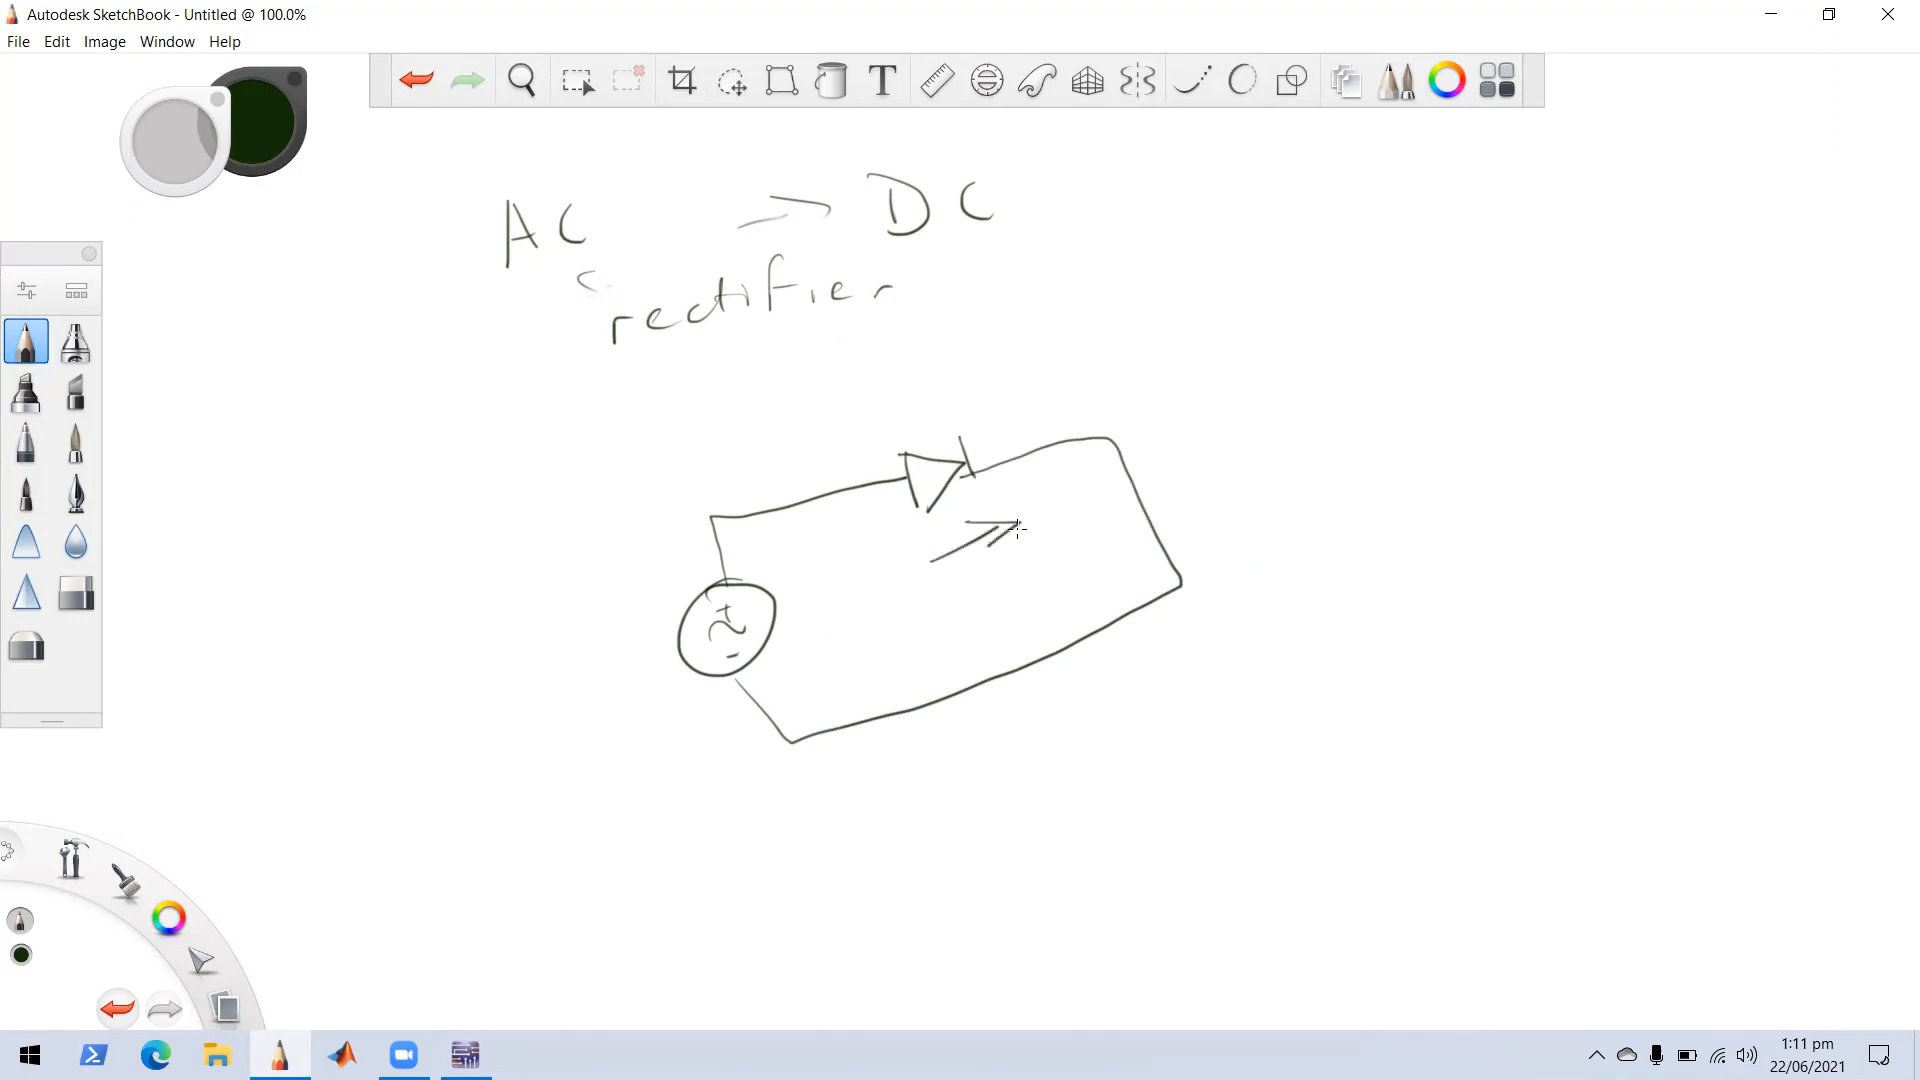 Autodesk SketchBook - Untitled @ 100.0%
File Edit Image Window Help
T
AC → DC
rectifier
+
~
-
1:11 pm
22/06/2021